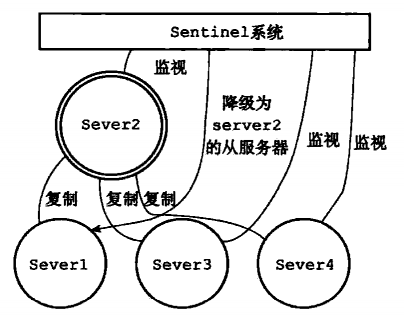 Sentinel系统
监视
Sever2
降级为
server2
的从服务器
监视
监视
复制
复制
复制
Sever1
Sever3
Sever4